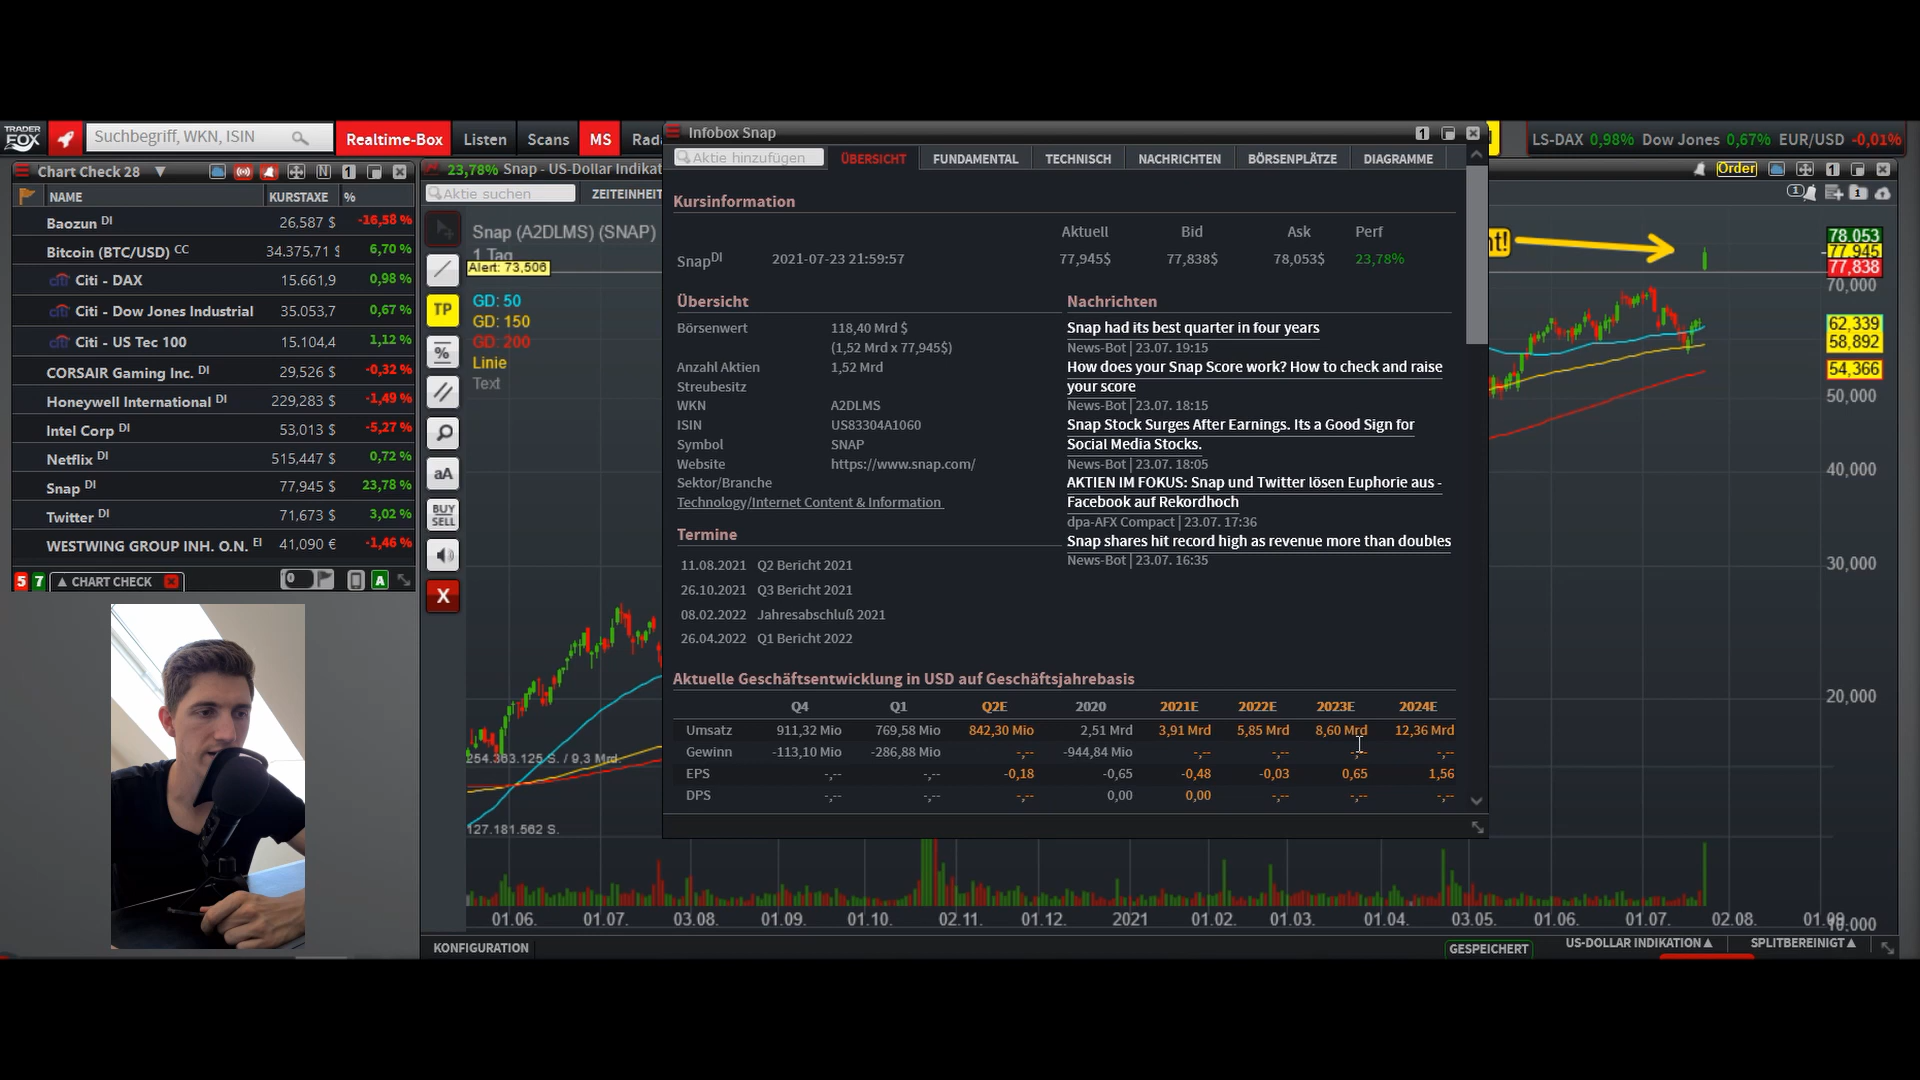 TRADER FOX
Suchbegriff, WKN, ISIN
Realtime-Box
Listen
Scans
MS
LS-DAX 0,98% Dow Jones 0,67% EUR/USD -0,01%
Chart Check 28 ▼
N
1
NAME KURSTAXE %
Baozun DI 26,587 $ -16,58 %
Bitcoin (BTC/USD) CC 34.375,71 $ 6,70 %
citi Citi - DAX 15.661,9 0,98 %
citi Citi - Dow Jones Industrial 35.053,7 0,67 %
citi Citi - US Tec 100 15.104,4 1,12 %
CORSAIR Gaming Inc. DI 29,526 $ -0,32 %
Honeywell International DI 229,283 $ -1,49 %
Intel Corp DI 53,013 $ -5,27 %
Netflix DI 515,447 $ 0,72 %
Snap DI 77,945 $ 23,78 %
Twitter DI 71,673 $ 3,02 %
WESTWING GROUP INH. O.N. EI 41,090 € -1,46 %
5 7 ▲ CHART CHECK X
0
A
23,78% Snap - US-Dollar Indikat
Aktie suchen
ZEITEINHEIT
Snap (A2DLMS) (SNAP)
1 Tag
Alert: 73,506
GD: 50
GD: 150
GD: 200
Linie
Text
TP
%
aA
BUY
SELL
X
254.363.125 S. / 9,3 Mrd.
127.181.562 S.
Infobox Snap
1
Aktie hinzufügen
ÜBERSICHT
FUNDAMENTAL
TECHNISCH
NACHRICHTEN
BÖRSENPLÄTZE
DIAGRAMME
Kursinformation
Aktuell Bid Ask Perf
Snap DI 2021-07-23 21:59:57 77,945$ 77,838$ 78,053$ 23,78%
Übersicht
Börsenwert 118,40 Mrd $
(1,52 Mrd x 77,945$)
Anzahl Aktien 1,52 Mrd
Streubesitz
WKN A2DLMS
ISIN US83304A1060
Symbol SNAP
Website https://www.snap.com/
Sektor/Branche
Technology/Internet Content & Information
Nachrichten
Snap had its best quarter in four years
News-Bot | 23.07. 19:15
How does your Snap Score work? How to check and raise
your score
News-Bot | 23.07. 18:15
Snap Stock Surges After Earnings. Its a Good Sign for
Social Media Stocks.
News-Bot | 23.07. 18:05
AKTIEN IM FOKUS: Snap und Twitter lösen Euphorie aus -
Facebook auf Rekordhoch
dpa-AFX Compact | 23.07. 17:36
Snap shares hit record high as revenue more than doubles
News-Bot | 23.07. 16:35
Termine
11.08.2021 Q2 Bericht 2021
26.10.2021 Q3 Bericht 2021
08.02.2022 Jahresabschluß 2021
26.04.2022 Q1 Bericht 2022
Aktuelle Geschäftsentwicklung in USD auf Geschäftsjahrebasis
Q4 Q1 Q2E 2020 2021E 2022E 2023E 2024E
Umsatz 911,32 Mio 769,58 Mio 842,30 Mio 2,51 Mrd 3,91 Mrd 5,85 Mrd 8,60 Mrd 12,36 Mrd
Gewinn -113,10 Mio -286,88 Mio -,-- -944,84 Mio -,-- -,-- -,-- -,--
EPS -,-- -,-- -0,18 -0,65 -0,48 -0,03 0,65 1,56
DPS -,-- -,-- -,-- 0,00 0,00 -,-- -,-- -,--
Order
1
1
1
78.053
77,945
77,838
70,000
62,339
58,892
54,366
50,000
40,000
30,000
20,000
10,000
01.06. 01.07. 03.08. 01.09. 01.10. 02.11. 01.12. 2021 01.02. 01.03. 01.04. 03.05. 01.06. 01.07. 02.08. 01.09.
KONFIGURATION
GESPEICHERT
US-DOLLAR INDIKATION ▲
SPLITBEREINIGT ▲